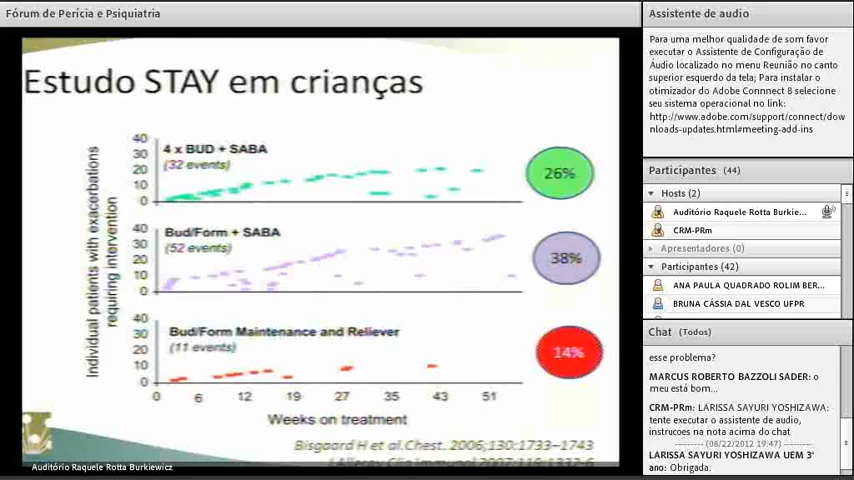 Fórum de Perícia e Psiquiatria
Estudo STAY em crianças
Individual patients with exacerbations
requiring intervention
40
30
20
10
0
4 x BUD + SABA
(32 events)
26%
40
30
20
10
0
Bud/Form + SABA
(52 events)
38%
40
30
20
10
0
Bud/Form Maintenance and Reliever
(11 events)
14%
0 6 12 19 27 35 43 51
Weeks on treatment
Bisgaard H et al.Chest. 2006;130:1733–1743
Auditório Raquele Rotta Burkiewicz
Assistente de audio
Para uma melhor qualidade de som favor
executar o Assistente de Configuração de
Áudio localizado no menu Reunião no canto
superior esquerdo da tela; Para instalar o
otimizador do Adobe Connnect 8 selecione
seu sistema operacional no link:
http://www.adobe.com/support/connect/dow
nloads-updates.html#meeting-add-ins
Participantes (44)
Hosts (2)
Auditório Raquele Rotta Burkie...
CRM-PRm
Apresentadores (0)
Participantes (42)
ANA PAULA QUADRADO ROLIM BER...
BRUNA CÁSSIA DAL VESCO UFPR
Chat (Todos)
esse problema?
MARCUS ROBERTO BAZZOLI SADER: o
meu está bom...
CRM-PRm: LARISSA SAYURI YOSHIZAWA:
tente executar o assistente de audio,
instrucoes na nota acima do chat
(08/22/2012 19:47)
LARISSA SAYURI YOSHIZAWA UEM 3°
ano: Obrigada.